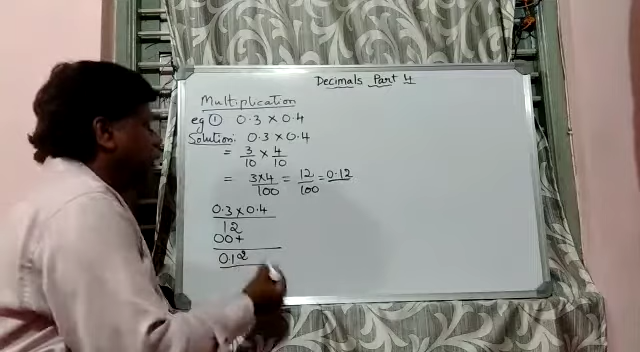 Decimals Part 4
Multiplication
eg ① 0.3 × 0.4
Solution: 0.3 × 0.4
= 3/10 × 4/10
= 3×4/100 = 12/100 = 0.12
0.3 × 0.4
12
00+
0.12